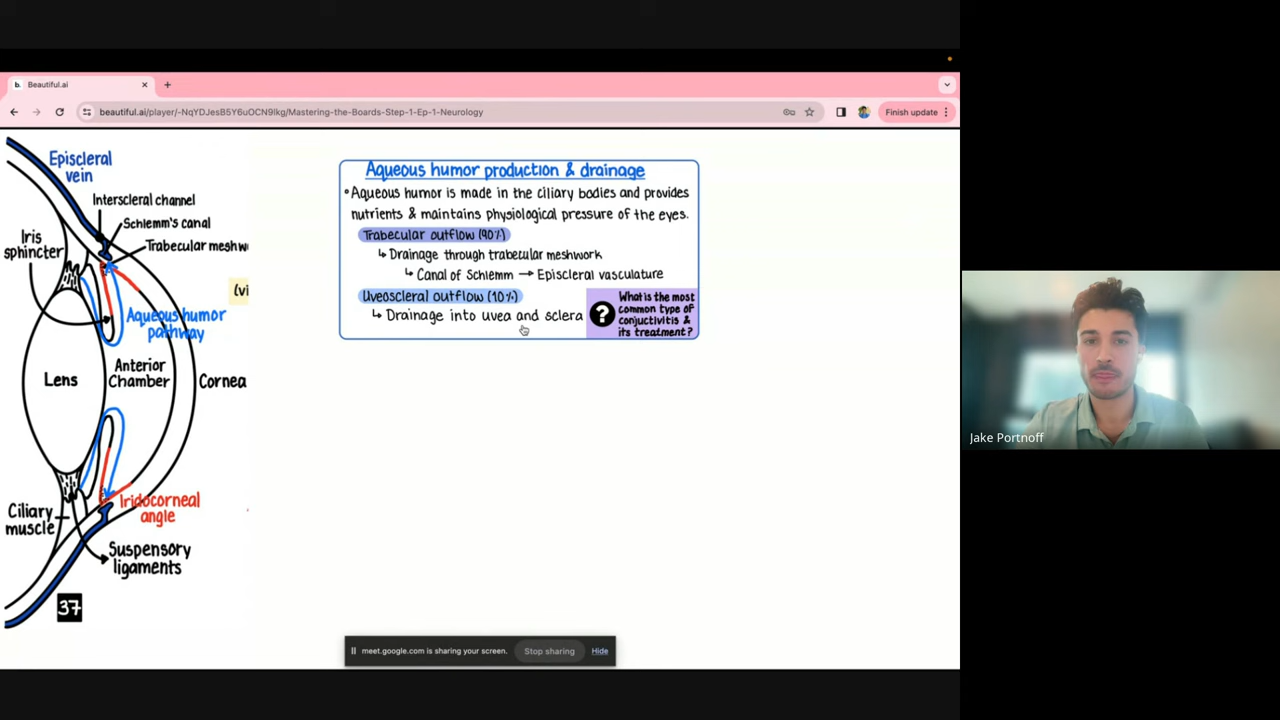 Beautiful.ai
beautiful.ai/player/-NqYDJesB5Y6uOCN9lkg/Mastering-the-Boards-Step-1-Ep-1-Neurology
Finish update
Episcleral
vein
Interscleral channel
Schlemm's canal
Trabecular meshw
Iris
sphincter
(vi
Aqueous humor
pathway
Lens
Anterior
Chamber
Cornea
Iridocorneal
angle
Ciliary
muscle
Suspensory
ligaments
37
Aqueous humor production & drainage
•Aqueous humor is made in the ciliary bodies and provides
nutrients & maintains physiological pressure of the eyes.
Trabecular outflow (90%)
↳ Drainage through trabecular meshwork
↳ Canal of Schlemm → Episcleral vasculature
Uveoscleral outflow (10%)
↳ Drainage into uvea and sclera
?
What is the most
common type of
conjuctivitis &
its treatment?
meet.google.com is sharing your screen.
Stop sharing
Hide
Jake Portnoff